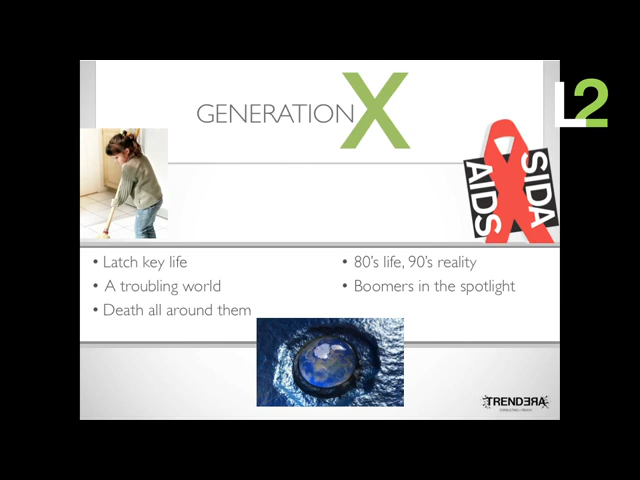 GENERATION X
L2
AIDS
SIDA
• Latch key life
• A troubling world
• Death all around them
• 80's life, 90's reality
• Boomers in the spotlight
TRENDERA